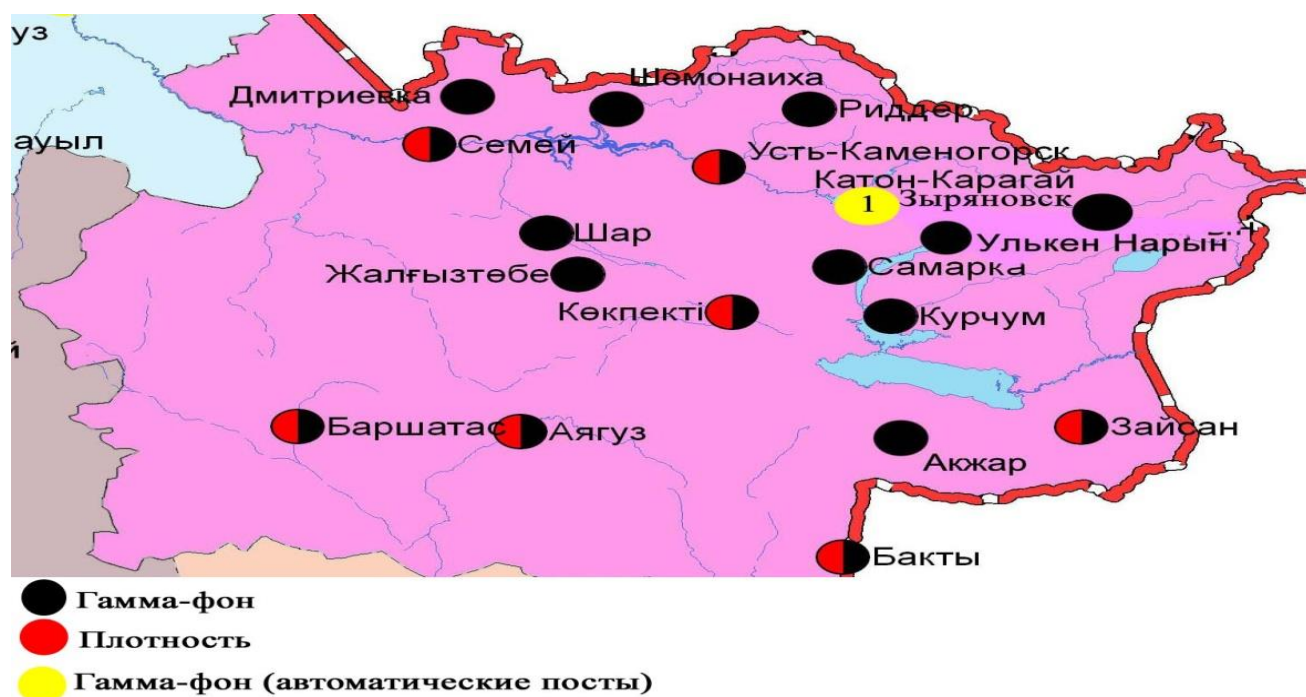 уз
Шемонаиха
Дмитриевка
Риддер
ауыл
Семей
Усть-Каменогорск
Катон-Карагай
1
Зыряновск
Шар
Улькен Нарын
Жалғызтөбе
Самарка
Көкпекті
Курчум
й
Баршатас
Аягуз
Зайсан
Акжар
Бакты
Гамма-фон
Плотность
Гамма-фон (автоматические посты)